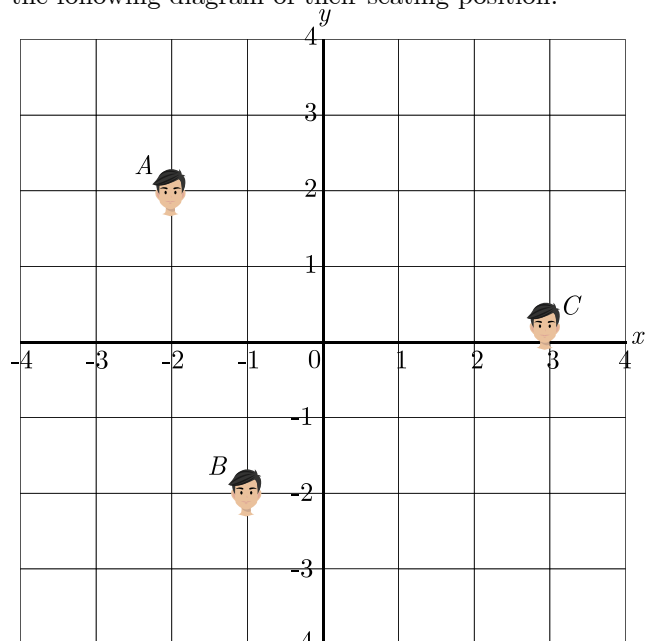 the following diagram of their seating position.
y
4
3
A
2
1
C
x
-4 -3 -2 -1 0 1 2 3 4
-1
B
-2
-3